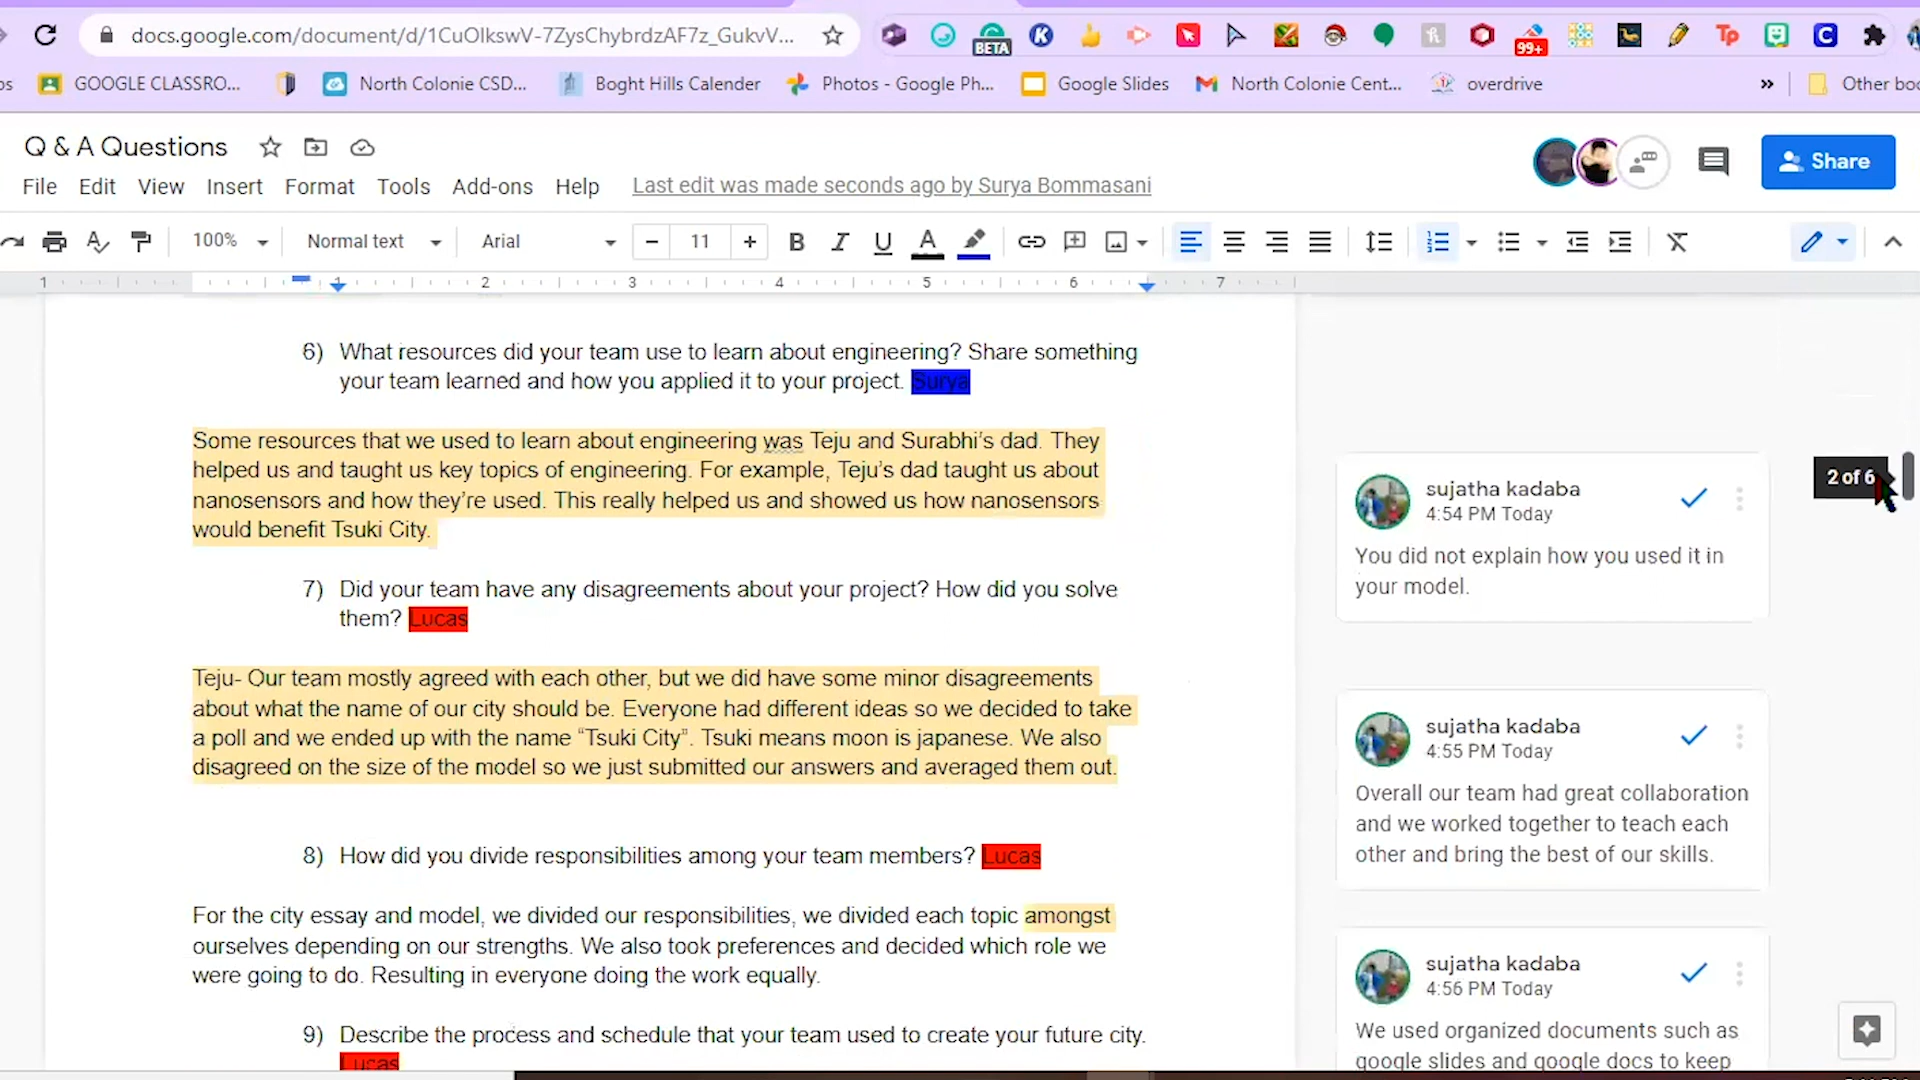 docs.google.com/document/d/1CuOlkswV-7ZysChybrdzAF7z_GukvV...
BETA
99+
GOOGLE CLASSRO...
North Colonie CSD...
Boght Hills Calender
Photos - Google Ph...
Google Slides
North Colonie Cent...
overdrive
»
Other boo
Q & A Questions
File Edit View Insert Format Tools Add-ons Help Last edit was made seconds ago by Surya Bommasani
Share
100% Normal text Arial 11
1 1 2 3 4 5 6 7
6) What resources did your team use to learn about engineering? Share something
your team learned and how you applied it to your project. Surya
Some resources that we used to learn about engineering was Teju and Surabhi's dad. They
helped us and taught us key topics of engineering. For example, Teju's dad taught us about
nanosensors and how they're used. This really helped us and showed us how nanosensors
would benefit Tsuki City.
7) Did your team have any disagreements about your project? How did you solve
them? Lucas
Teju- Our team mostly agreed with each other, but we did have some minor disagreements
about what the name of our city should be. Everyone had different ideas so we decided to take
a poll and we ended up with the name “Tsuki City”. Tsuki means moon is japanese. We also
disagreed on the size of the model so we just submitted our answers and averaged them out.
8) How did you divide responsibilities among your team members? Lucas
For the city essay and model, we divided our responsibilities, we divided each topic amongst
ourselves depending on our strengths. We also took preferences and decided which role we
were going to do. Resulting in everyone doing the work equally.
9) Describe the process and schedule that your team used to create your future city.
Lucas
sujatha kadaba
4:54 PM Today
You did not explain how you used it in
your model.
2 of 6
sujatha kadaba
4:55 PM Today
Overall our team had great collaboration
and we worked together to teach each
other and bring the best of our skills.
sujatha kadaba
4:56 PM Today
We used organized documents such as
google slides and google docs to keep